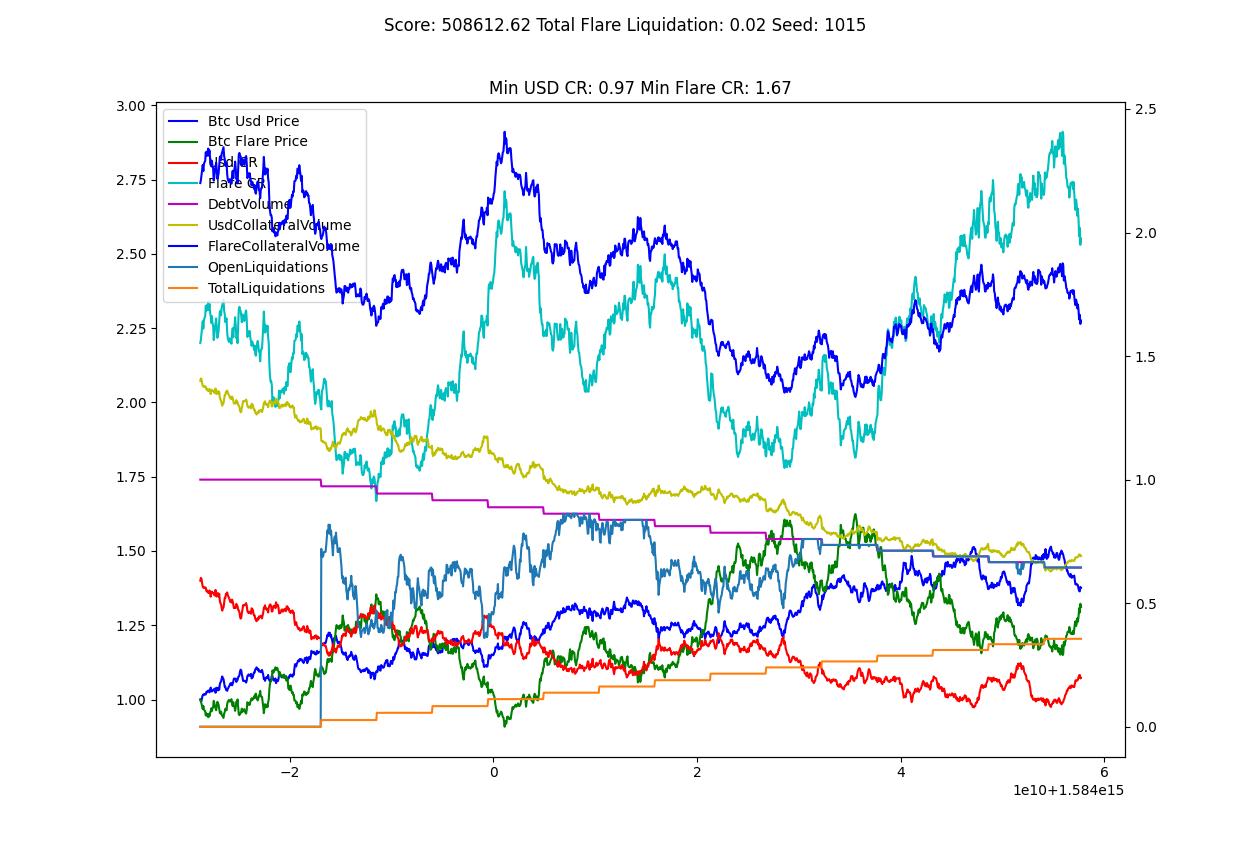 Score: 508612.62 Total Flare Liquidation: 0.02 Seed: 1015
Min USD CR: 0.97 Min Flare CR: 1.67
Btc Usd Price
Btc Flare Price
Usd CR
Flare CR
DebtVolume
UsdCollateralVolume
FlareCollateralVolume
OpenLiquidations
TotalLiquidations
3.00
2.75
2.50
2.25
2.00
1.75
1.50
1.25
1.00
2.5
2.0
1.5
1.0
0.5
0.0
−2 0 2 4 6
1e10+1.584e15